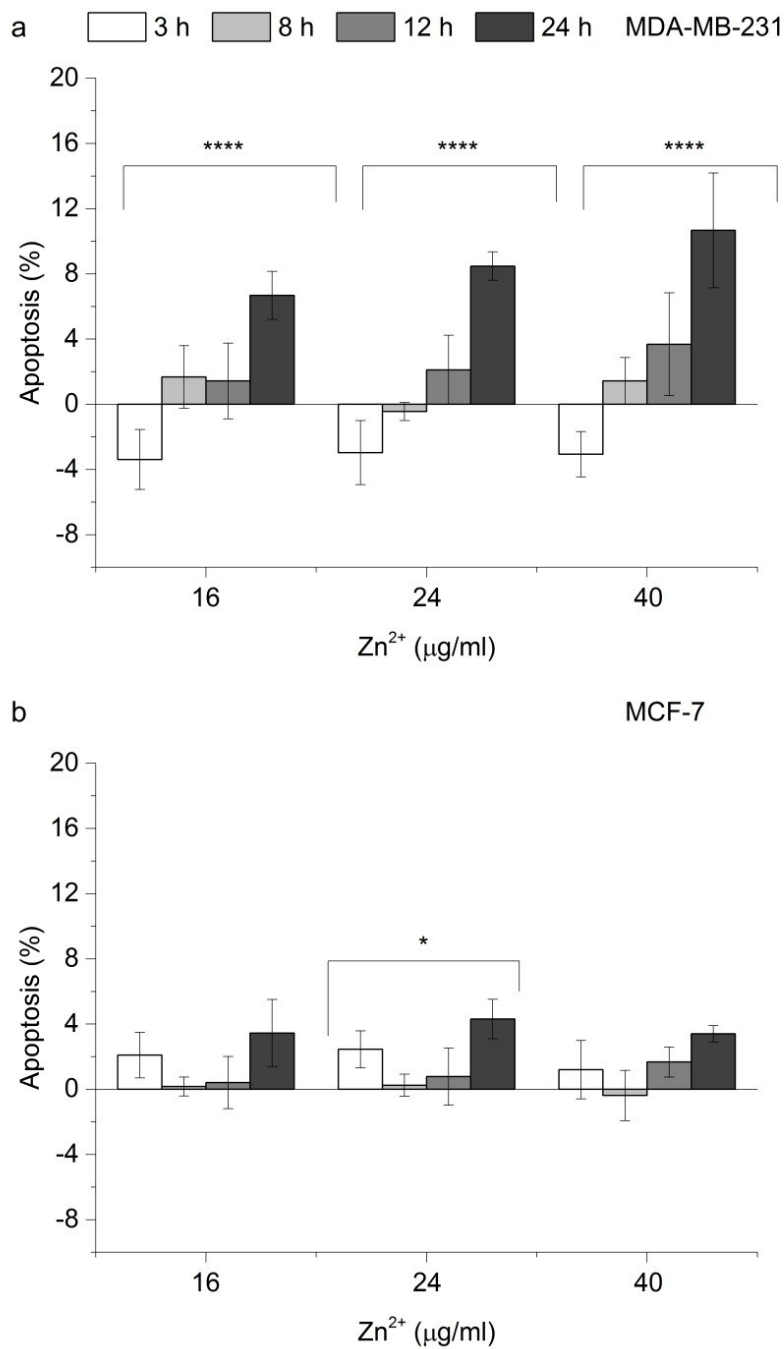 a 3 h 8 h 12 h 24 h MDA-MB-231
20
16
12
8
4
0
-4
-8
Apoptosis (%)
**** **** ****
16 24 40
Zn²⁺ (μg/ml)
b MCF-7
20
16
12
8
4
0
-4
-8
Apoptosis (%)
*
16 24 40
Zn²⁺ (μg/ml)